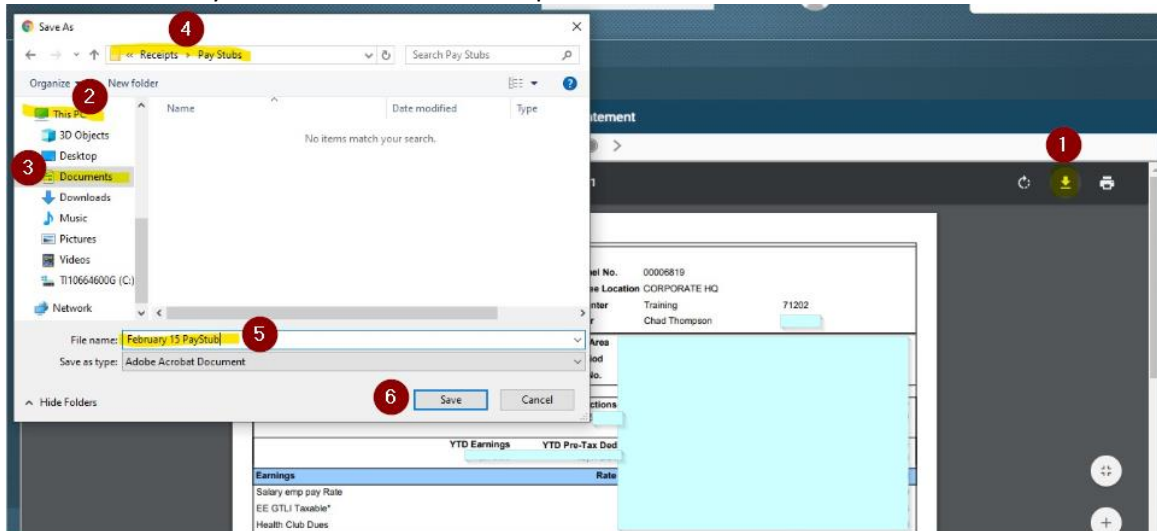 Save As
4
« Receipts › Pay Stubs
Search Pay Stubs
Organize
New folder
2
Name
Date modified
Type
This PC
3D Objects
No items match your search.
Desktop
3
Documents
Downloads
Music
Pictures
Videos
TI10664600G (C:)
Network
File name: February 15 PayStub
5
Save as type: Adobe Acrobat Document
Hide Folders
6
Save
Cancel
tement
1
1
nel No. 00006819
ee Location CORPORATE HQ
nter Training 71202
r Chad Thompson
Area
iod
No.
ctions
YTD Earnings YTD Pre-Tax Ded
Earnings Rate
Salary emp pay Rate
EE GTLI Taxable*
Health Club Dues